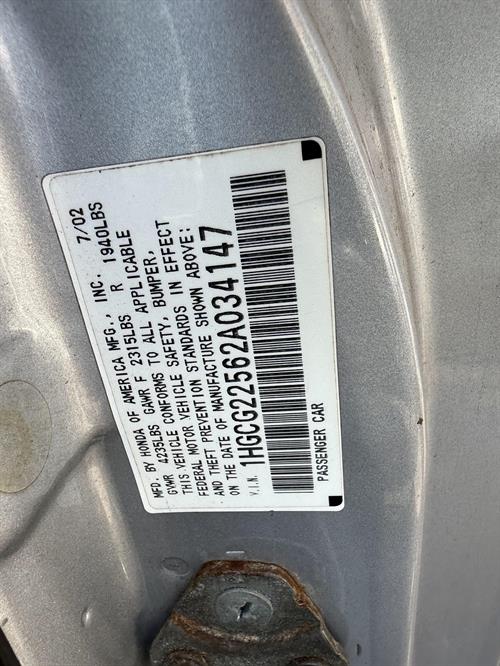 MFD. BY HONDA OF AMERICA MFG., INC. 7/02
GVWR 4235LBS GAWR F 2315LBS R 1940LBS
THIS VEHICLE CONFORMS TO ALL APPLICABLE
FEDERAL MOTOR VEHICLE SAFETY, BUMPER,
AND THEFT PREVENTION STANDARDS IN EFFECT
ON THE DATE OF MANUFACTURE SHOWN ABOVE:
V.I.N. 1HGCG22562A034147
PASSENGER CAR